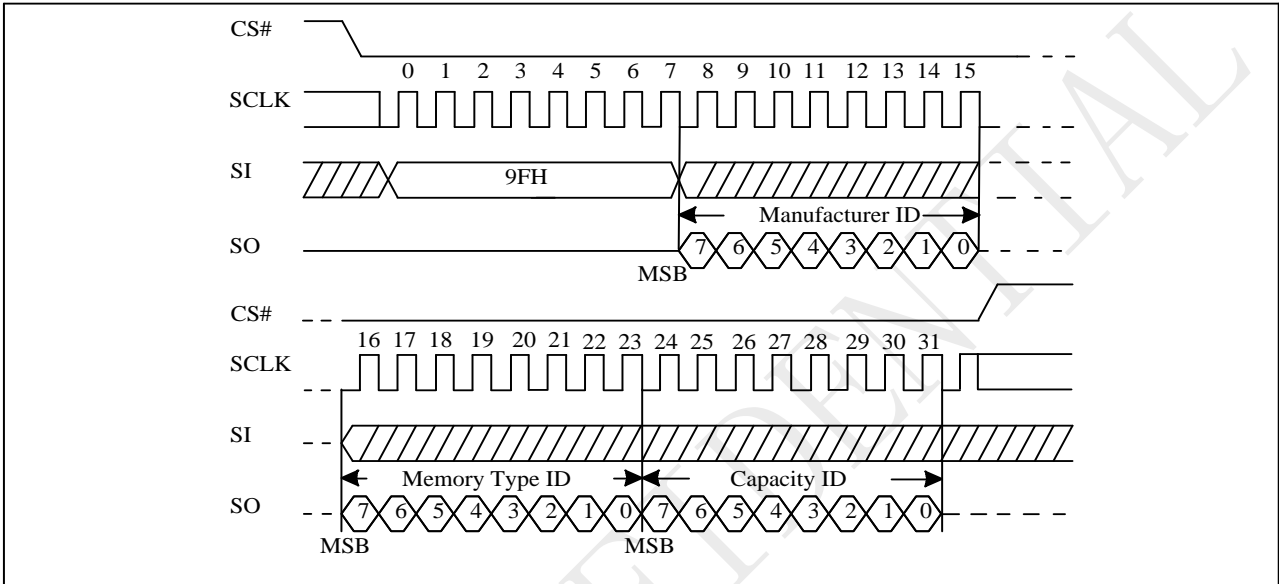 CS#
0 1 2 3 4 5 6 7 8 9 10 11 12 13 14 15
SCLK
SI
9FH
Manufacturer ID
SO
7 6 5 4 3 2 1 0
MSB
CS#
16 17 18 19 20 21 22 23 24 25 26 27 28 29 30 31
SCLK
SI
Memory Type ID Capacity ID
SO
7 6 5 4 3 2 1 0 7 6 5 4 3 2 1 0
MSB MSB